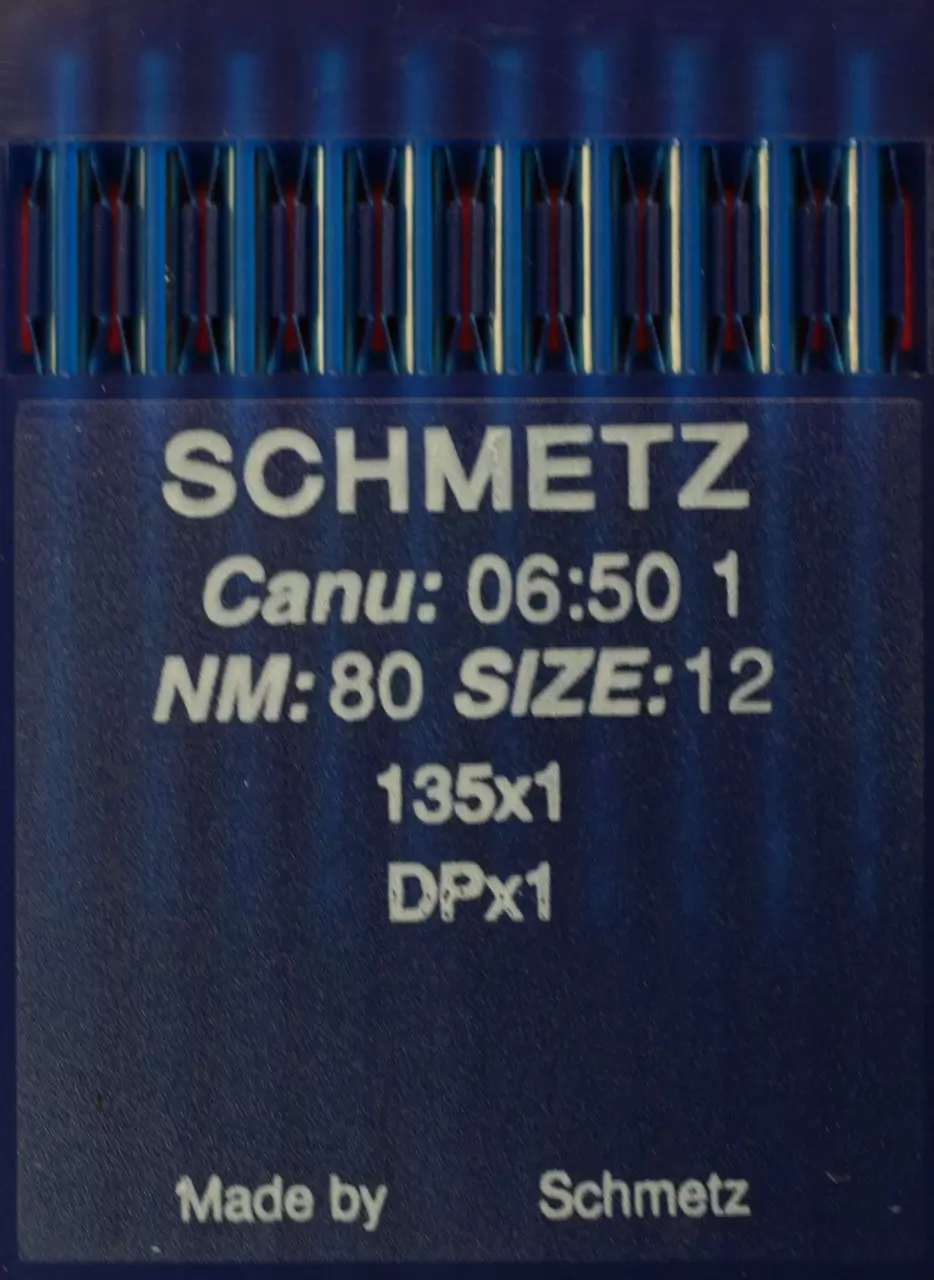 SCHMETZ
Canu: 06:50 1
NM: 80 SIZE: 12
135x1
DPx1
Made by Schmetz